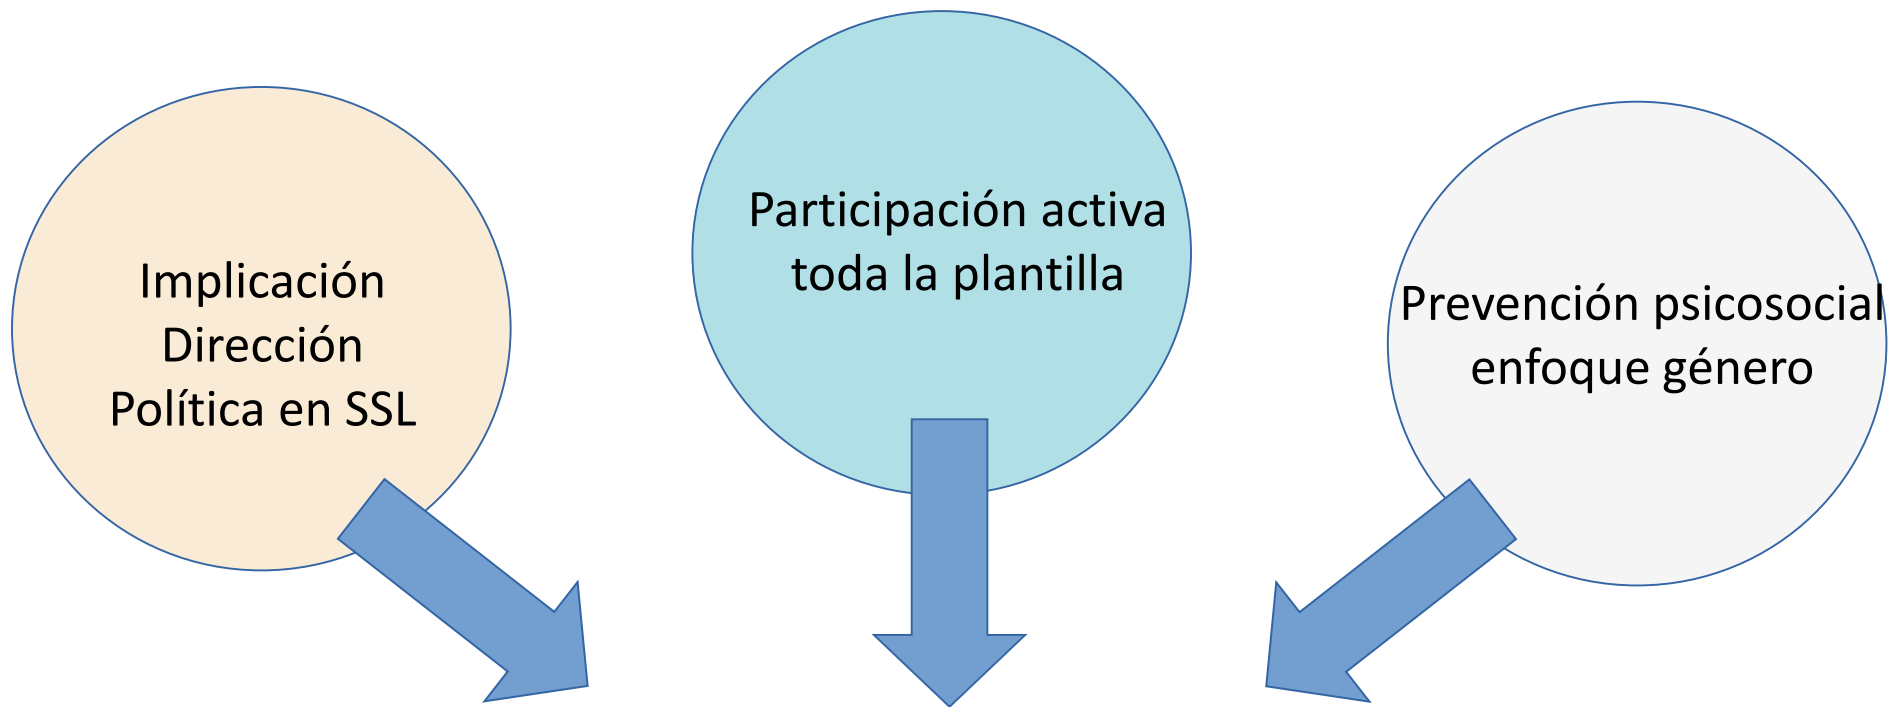 Implicación
Dirección
Política en SSL
Participación activa
toda la plantilla
Prevención psicosocial
enfoque género